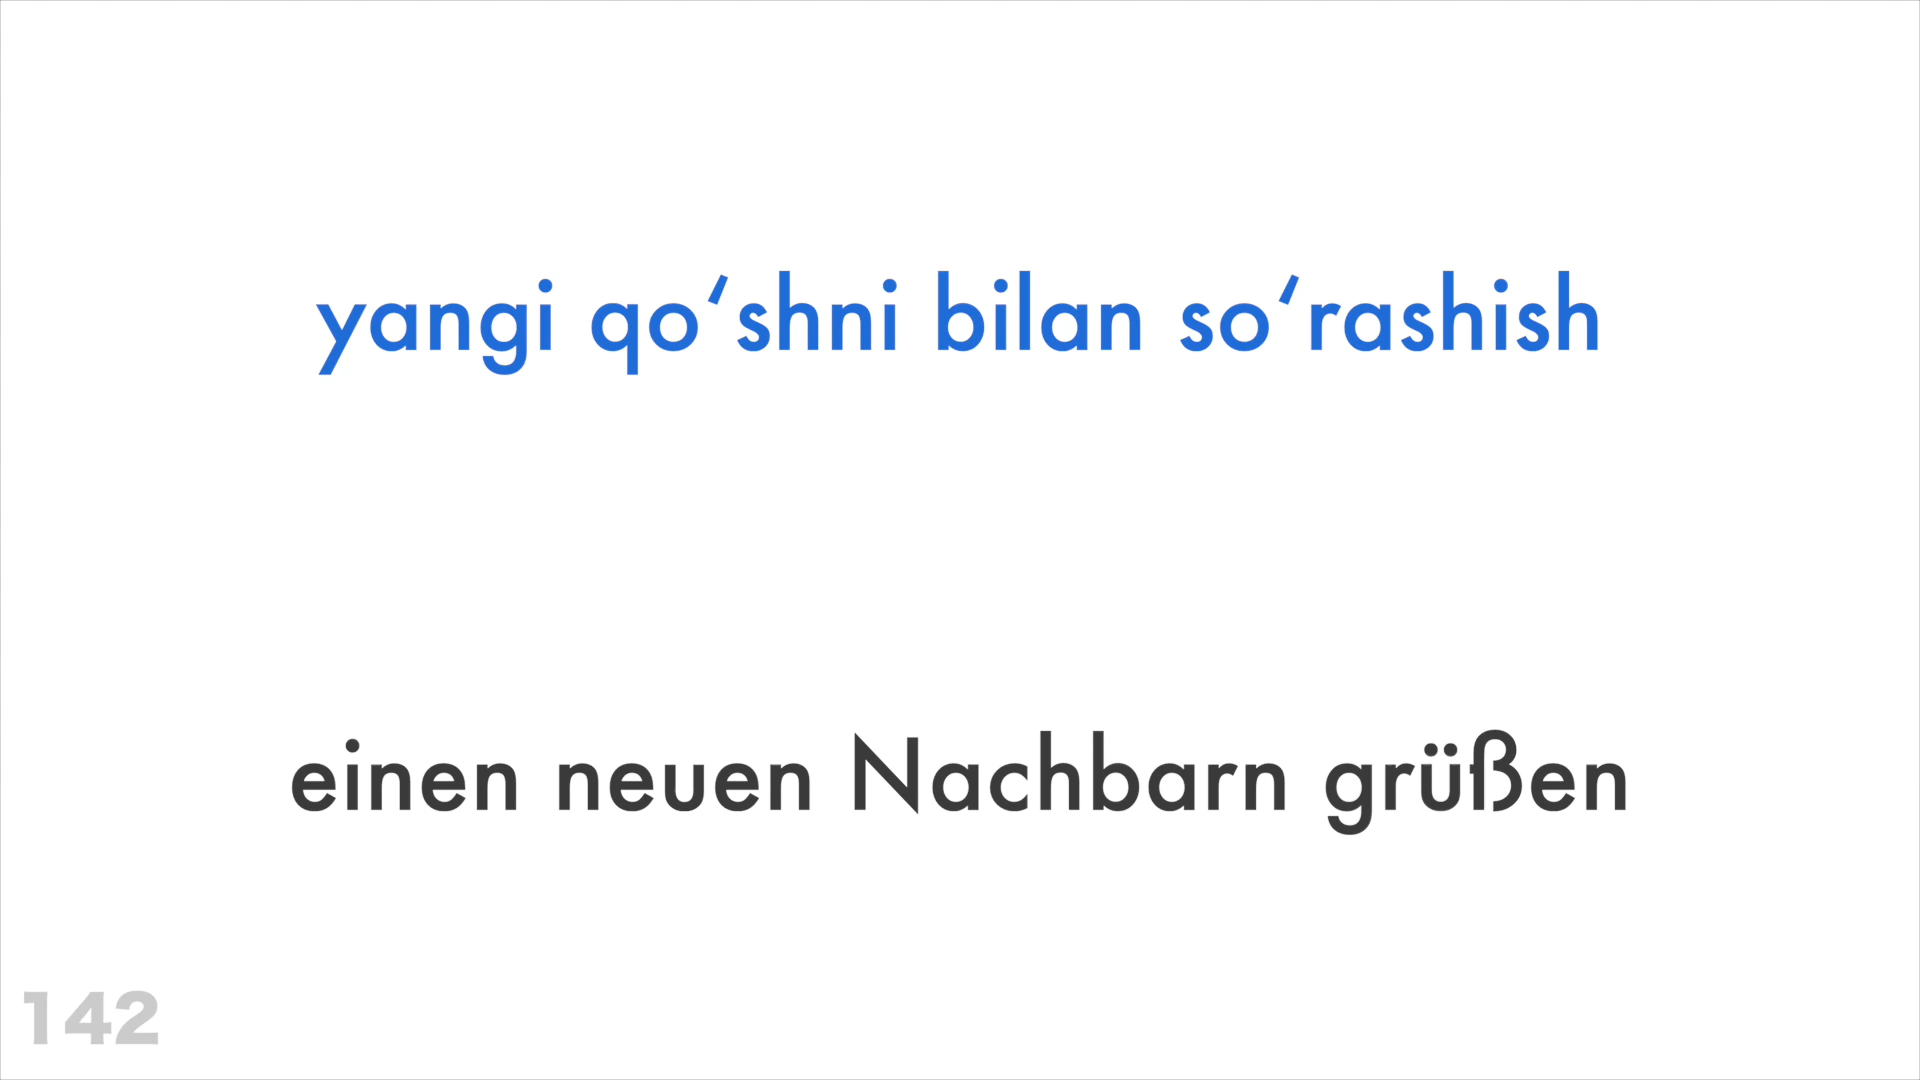 yangi qo‘shni bilan so‘rashish
einen neuen Nachbarn grüßen
142